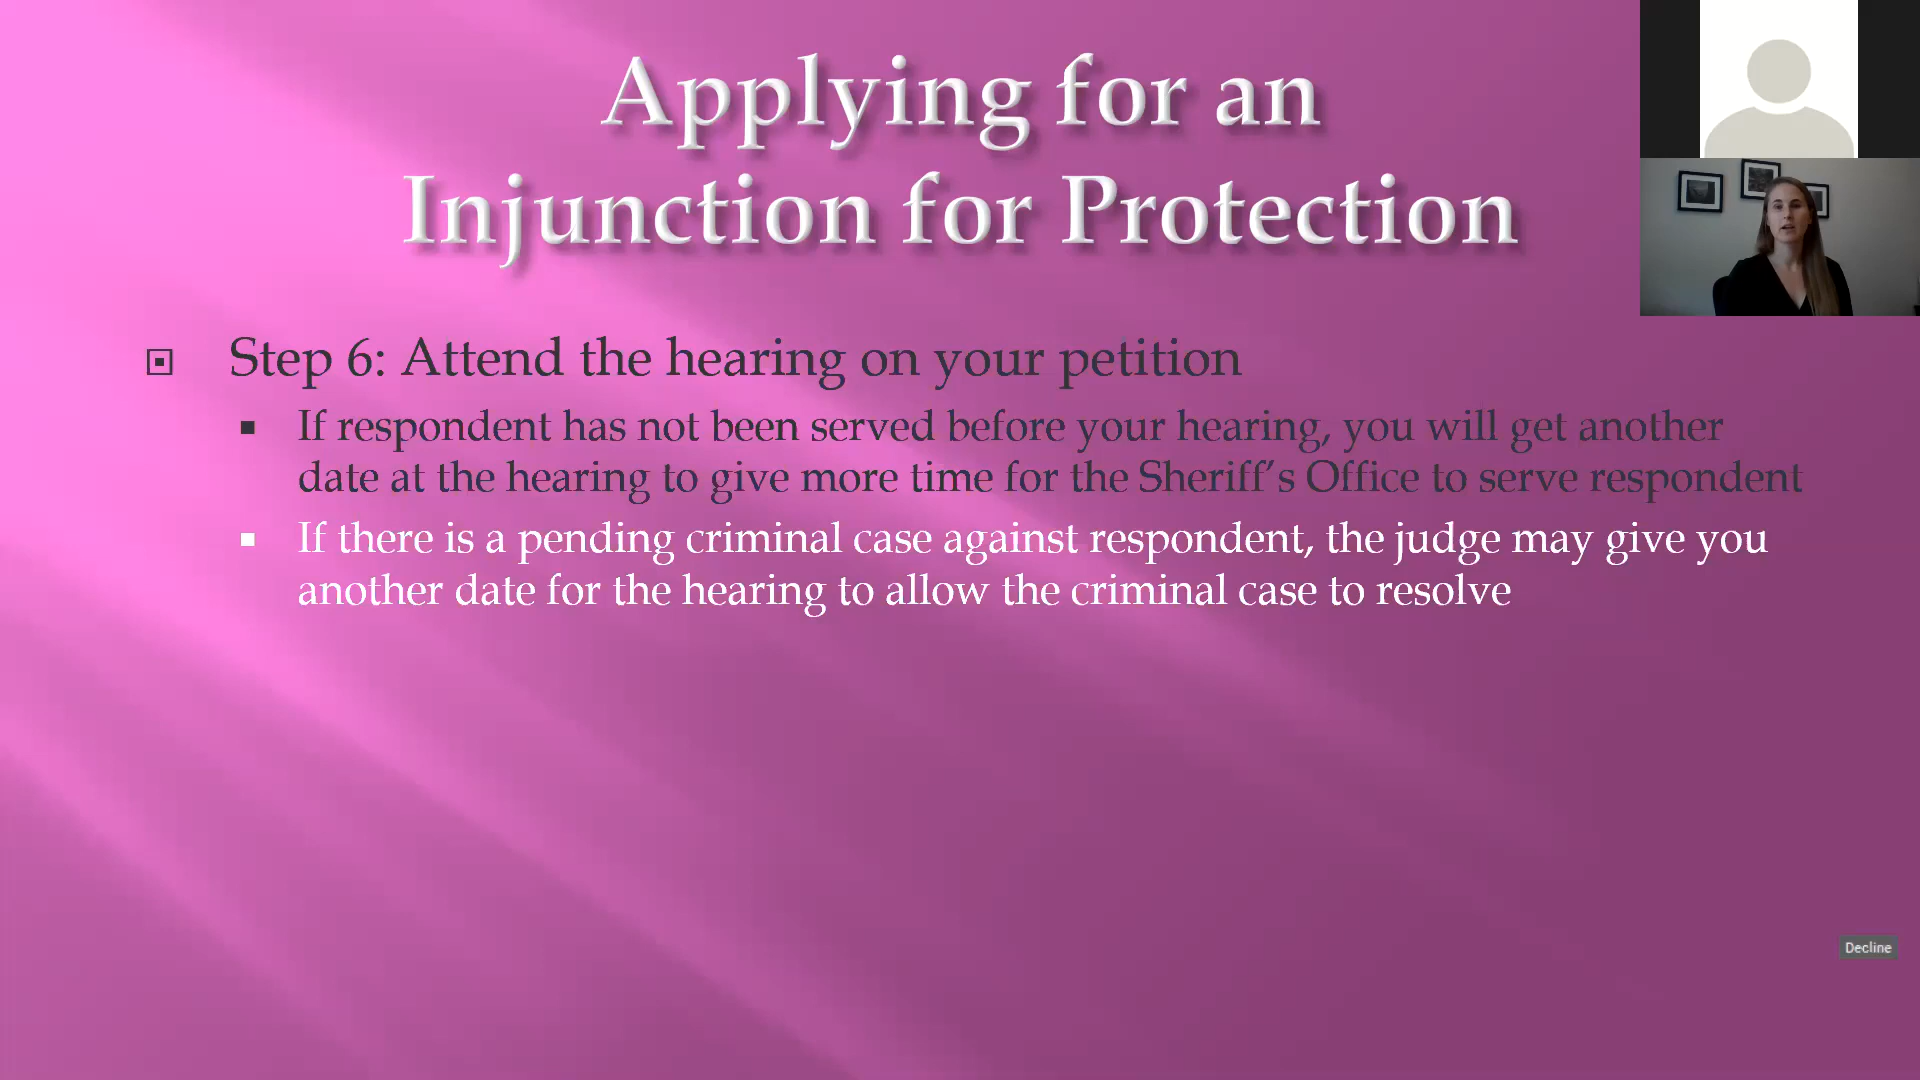 Applying for an
Injunction for Protection
Step 6: Attend the hearing on your petition
If respondent has not been served before your hearing, you will get another
date at the hearing to give more time for the Sheriff’s Office to serve respondent
If there is a pending criminal case against respondent, the judge may give you
another date for the hearing to allow the criminal case to resolve
Decline